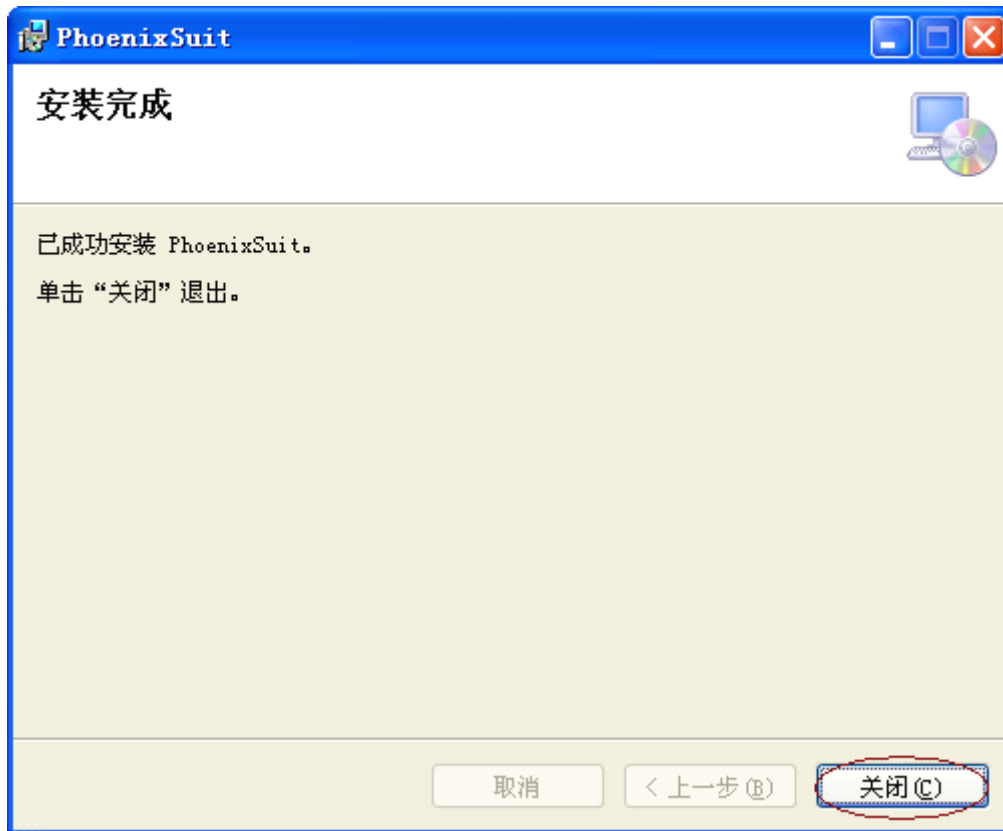 PhoenixSuit
安装完成
已成功安装 PhoenixSuit。
单击“关闭”退出。
取消
< 上一步(B)
关闭(C)